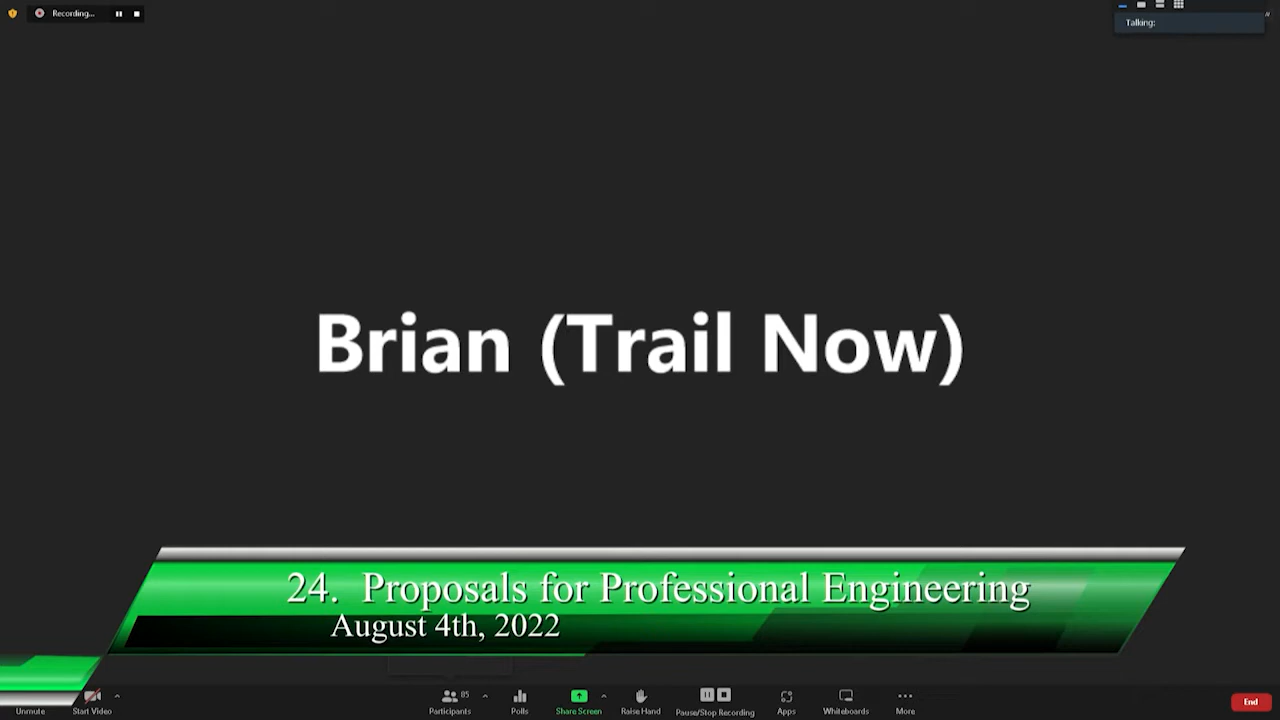 Recording...
Talking:
Brian (Trail Now)
24. Proposals for Professional Engineering
August 4th, 2022
Unmute
Start Video
85
Participants
Polls
Share Screen
Raise Hand
Pause/Stop Recording
Apps
Whiteboards
More
End